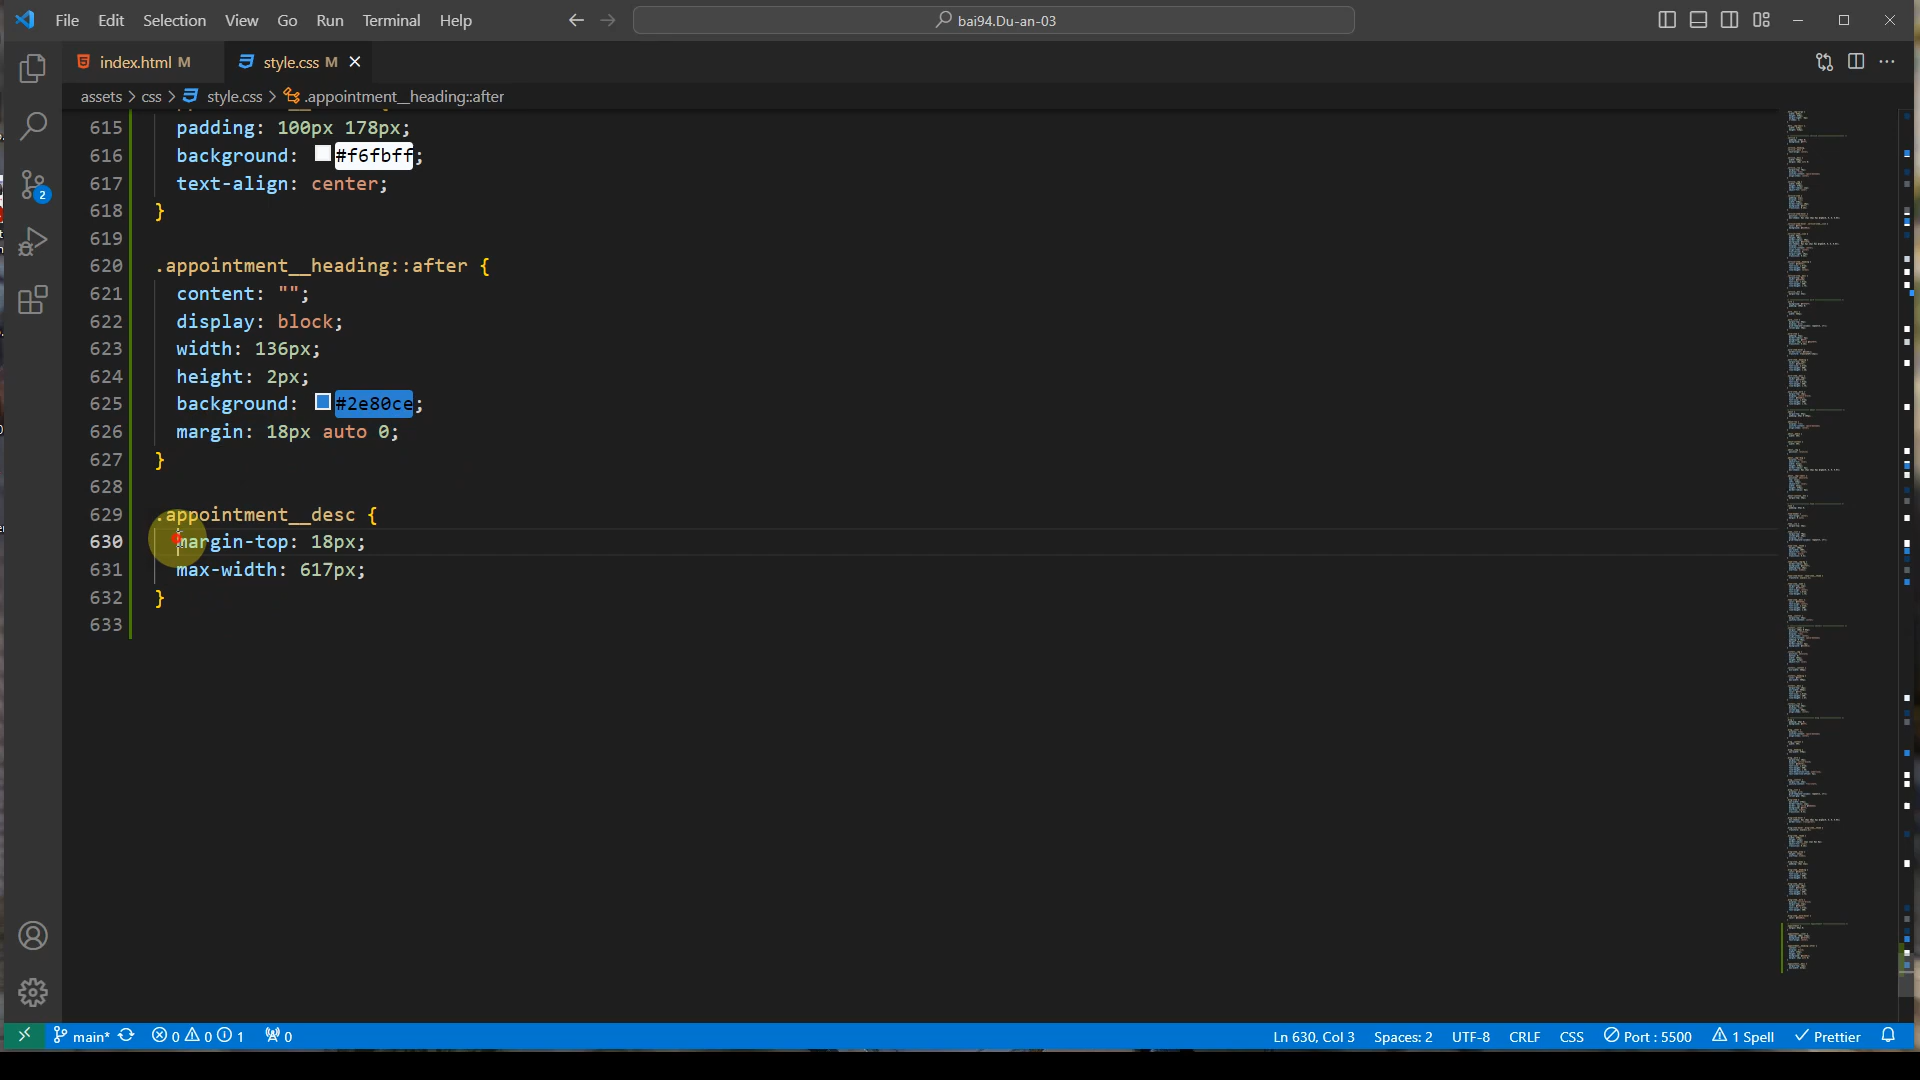 File Edit Selection View Go Run Terminal Help
bai94.Du-an-03
index.html M
style.css M
assets > css > style.css > .appointment__heading::after
615 padding: 100px 178px;
616 background: #f6fbff;
617 text-align: center;
618 }
619
620 .appointment__heading::after {
621 content: "";
622 display: block;
623 width: 136px;
624 height: 2px;
625 background: #2e80ce;
626 margin: 18px auto 0;
627 }
628
629 .appointment__desc {
630 margin-top: 18px;
631 max-width: 617px;
632 }
633
2
main* 0 0 1 0 Ln 630, Col 3 Spaces: 2 UTF-8 CRLF CSS Port : 5500 1 Spell Prettier